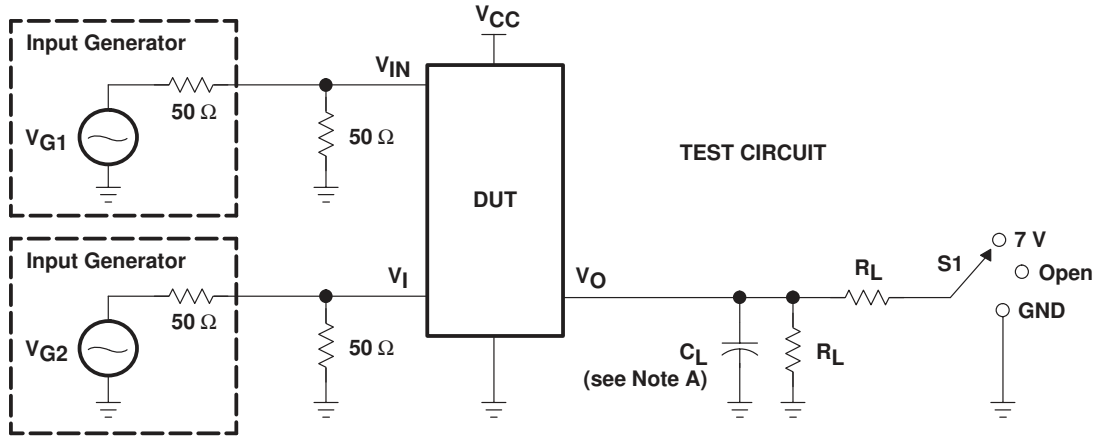 Input Generator
VG1
50 Ω
50 Ω
VIN
VCC
DUT
TEST CIRCUIT
Input Generator
VG2
50 Ω
50 Ω
VI
VO
CL
(see Note A)
RL
RL
S1
7 V
Open
GND